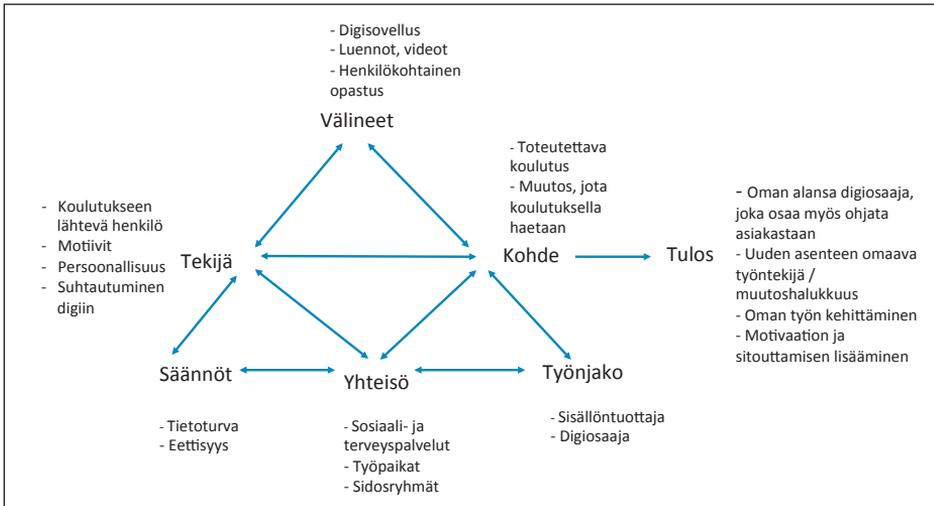 - Digisovellus
- Luennot, videot
- Henkilökohtainen
opastus
Välineet
- Toteutettava
koulutus
- Muutos, jota
koulutuksella
haetaan
- Koulutukseen
lähtevä henkilö
- Motiivit
- Persoonallisuus
- Suhtautuminen
digiin
Tekijä
Kohde
Tulos
- Oman alansa digiosaaja,
joka osaa myös ohjata
asiakastaan
- Uuden asenteen omaava
työntekijä /
muutoshalukkuus
- Oman työn kehittäminen
- Motivaation ja
sitouttamisen lisääminen
Säännöt
Yhteisö
Työnjako
- Tietoturva
- Eettisyys
- Sosiaali- ja
terveyspalvelut
- Työpaikat
- Sidosryhmät
- Sisällöntuottaja
- Digiosaaja